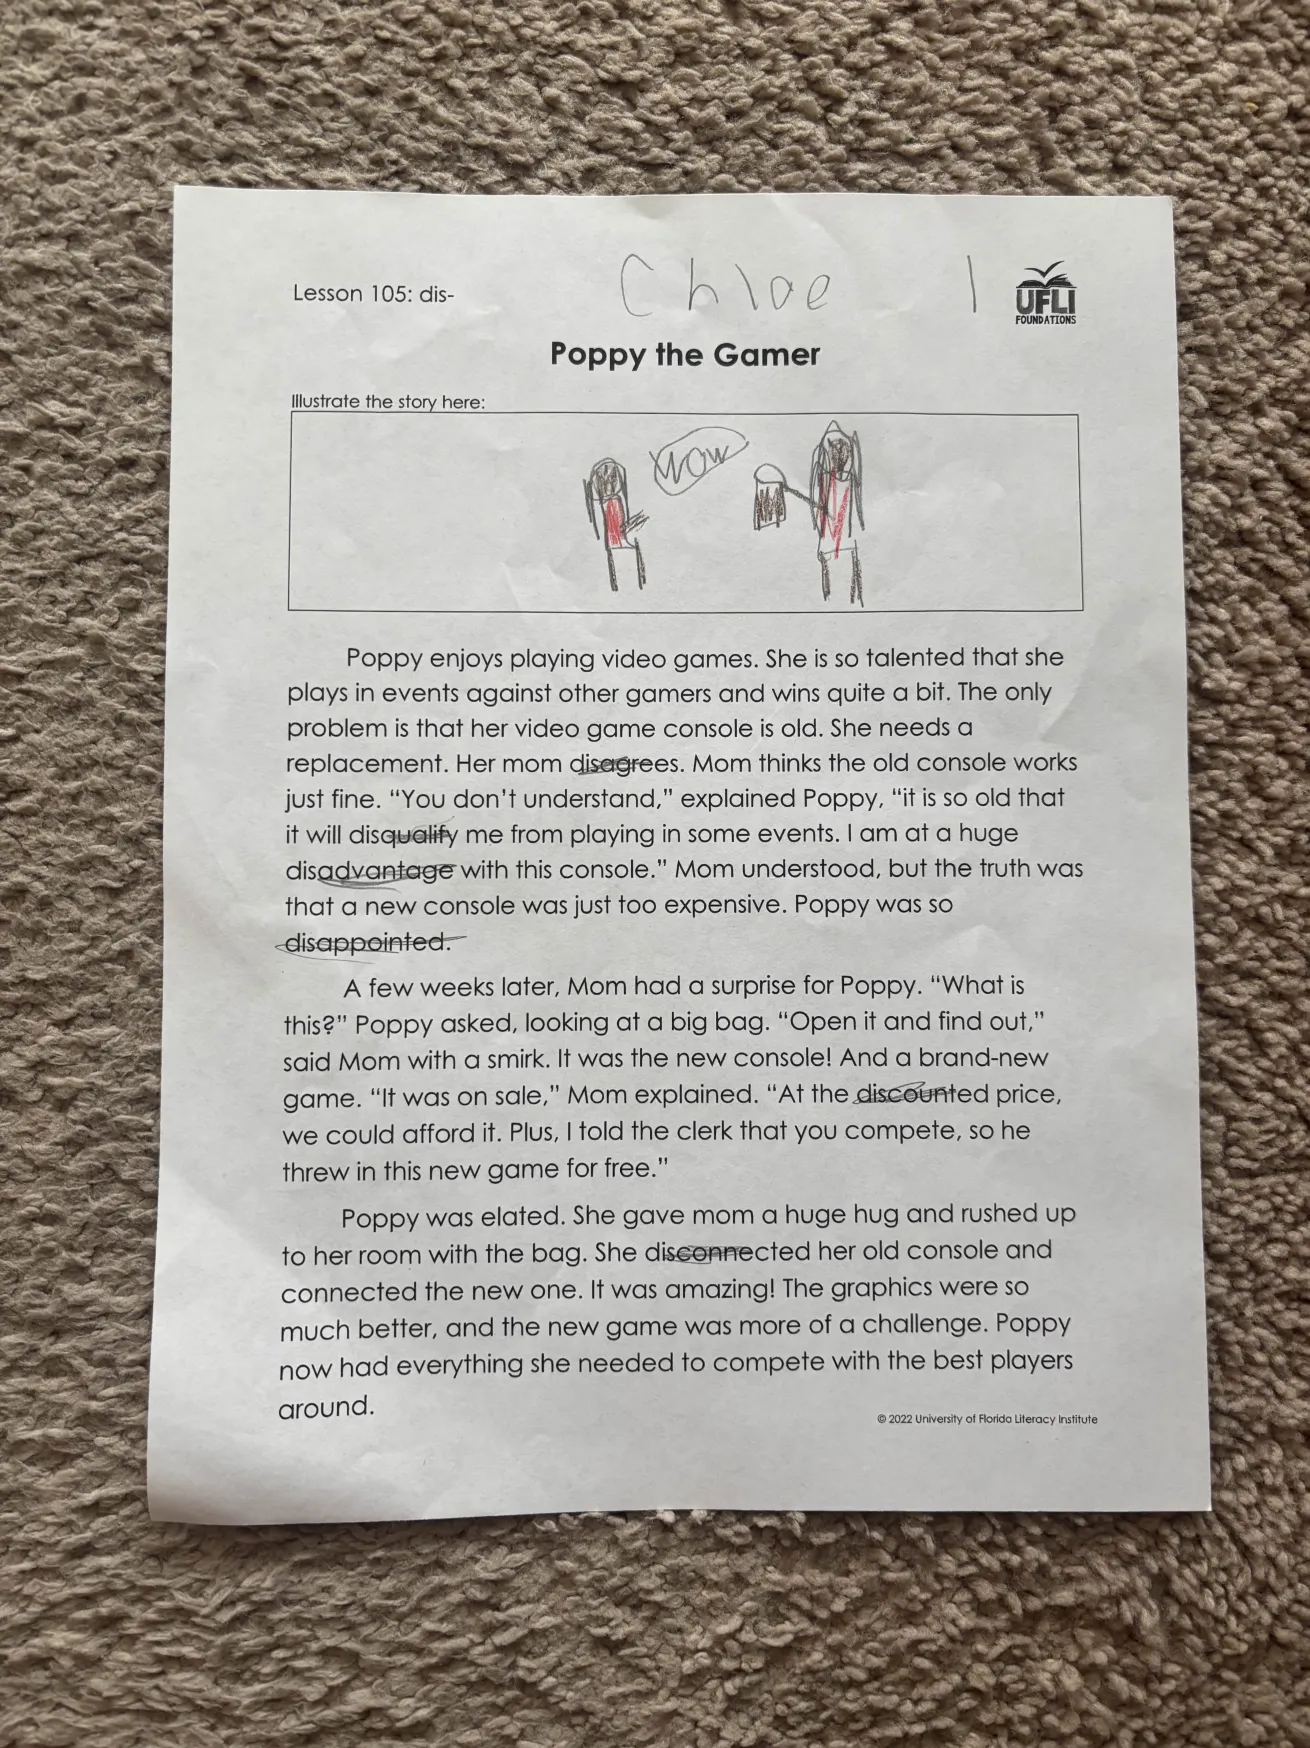 Lesson 105: dis-
Chloe 1
UFLI
FOUNDATIONS
Poppy the Gamer
Illustrate the story here:
Wow
Poppy enjoys playing video games. She is so talented that she
plays in events against other gamers and wins quite a bit. The only
problem is that her video game console is old. She needs a
replacement. Her mom disagrees. Mom thinks the old console works
just fine. “You don’t understand,” explained Poppy, “it is so old that
it will disqualify me from playing in some events. I am at a huge
disadvantage with this console.” Mom understood, but the truth was
that a new console was just too expensive. Poppy was so
disappointed.
A few weeks later, Mom had a surprise for Poppy. “What is
this?” Poppy asked, looking at a big bag. “Open it and find out,”
said Mom with a smirk. It was the new console! And a brand-new
game. “It was on sale,” Mom explained. “At the discounted price,
we could afford it. Plus, I told the clerk that you compete, so he
threw in this new game for free.”
Poppy was elated. She gave mom a huge hug and rushed up
to her room with the bag. She disconnected her old console and
connected the new one. It was amazing! The graphics were so
much better, and the new game was more of a challenge. Poppy
now had everything she needed to compete with the best players
around.
© 2022 University of Florida Literacy Institute